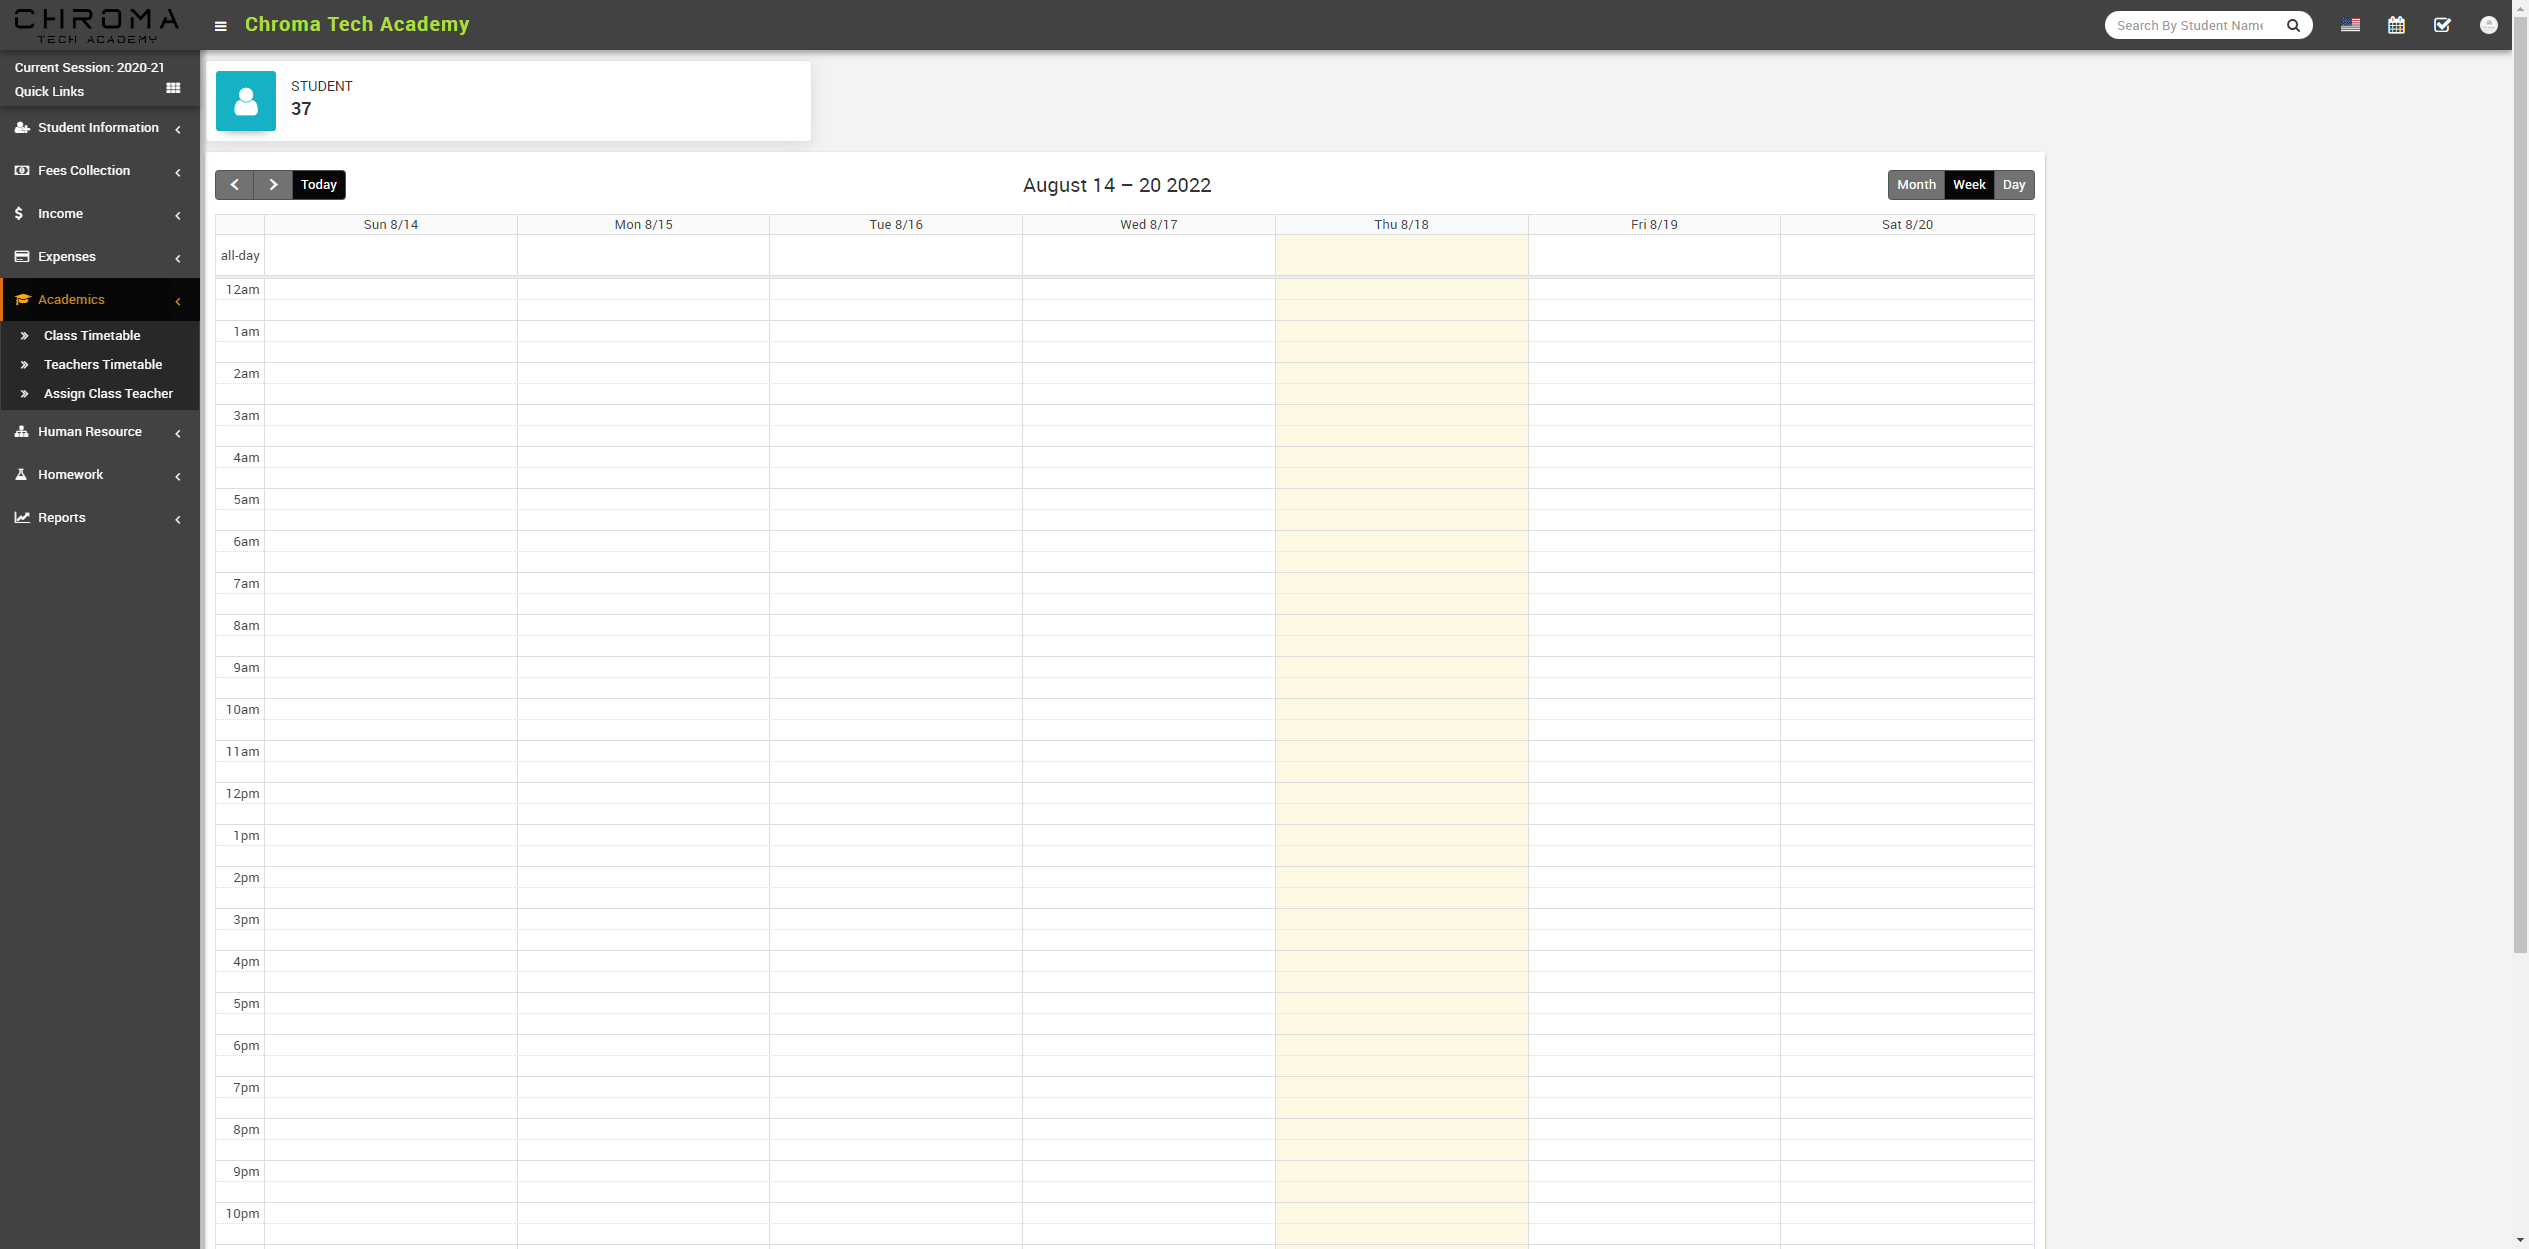 CHROMA
TECH ACADEMY
Chroma Tech Academy
Search By Student Name
Current Session: 2020-21
Quick Links
Student Information
Fees Collection
Income
Expenses
Academics
Class Timetable
Teachers Timetable
Assign Class Teacher
Human Resource
Homework
Reports
STUDENT
37
Today
August 14 – 20 2022
Month Week Day
Sun 8/14 Mon 8/15 Tue 8/16 Wed 8/17 Thu 8/18 Fri 8/19 Sat 8/20
all-day
12am
1am
2am
3am
4am
5am
6am
7am
8am
9am
10am
11am
12pm
1pm
2pm
3pm
4pm
5pm
6pm
7pm
8pm
9pm
10pm